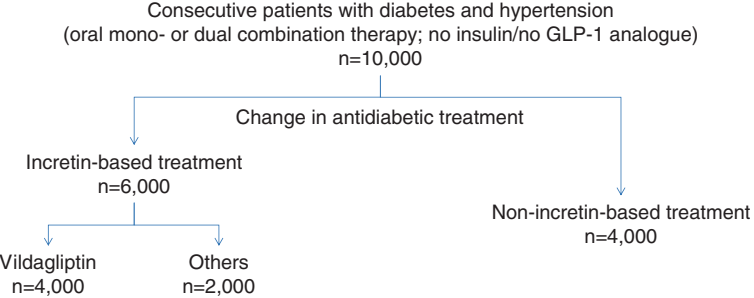 Consecutive patients with diabetes and hypertension
(oral mono- or dual combination therapy; no insulin/no GLP-1 analogue)
n=10,000
Change in antidiabetic treatment
Incretin-based treatment
n=6,000
Non-incretin-based treatment
n=4,000
Vildagliptin
n=4,000
Others
n=2,000